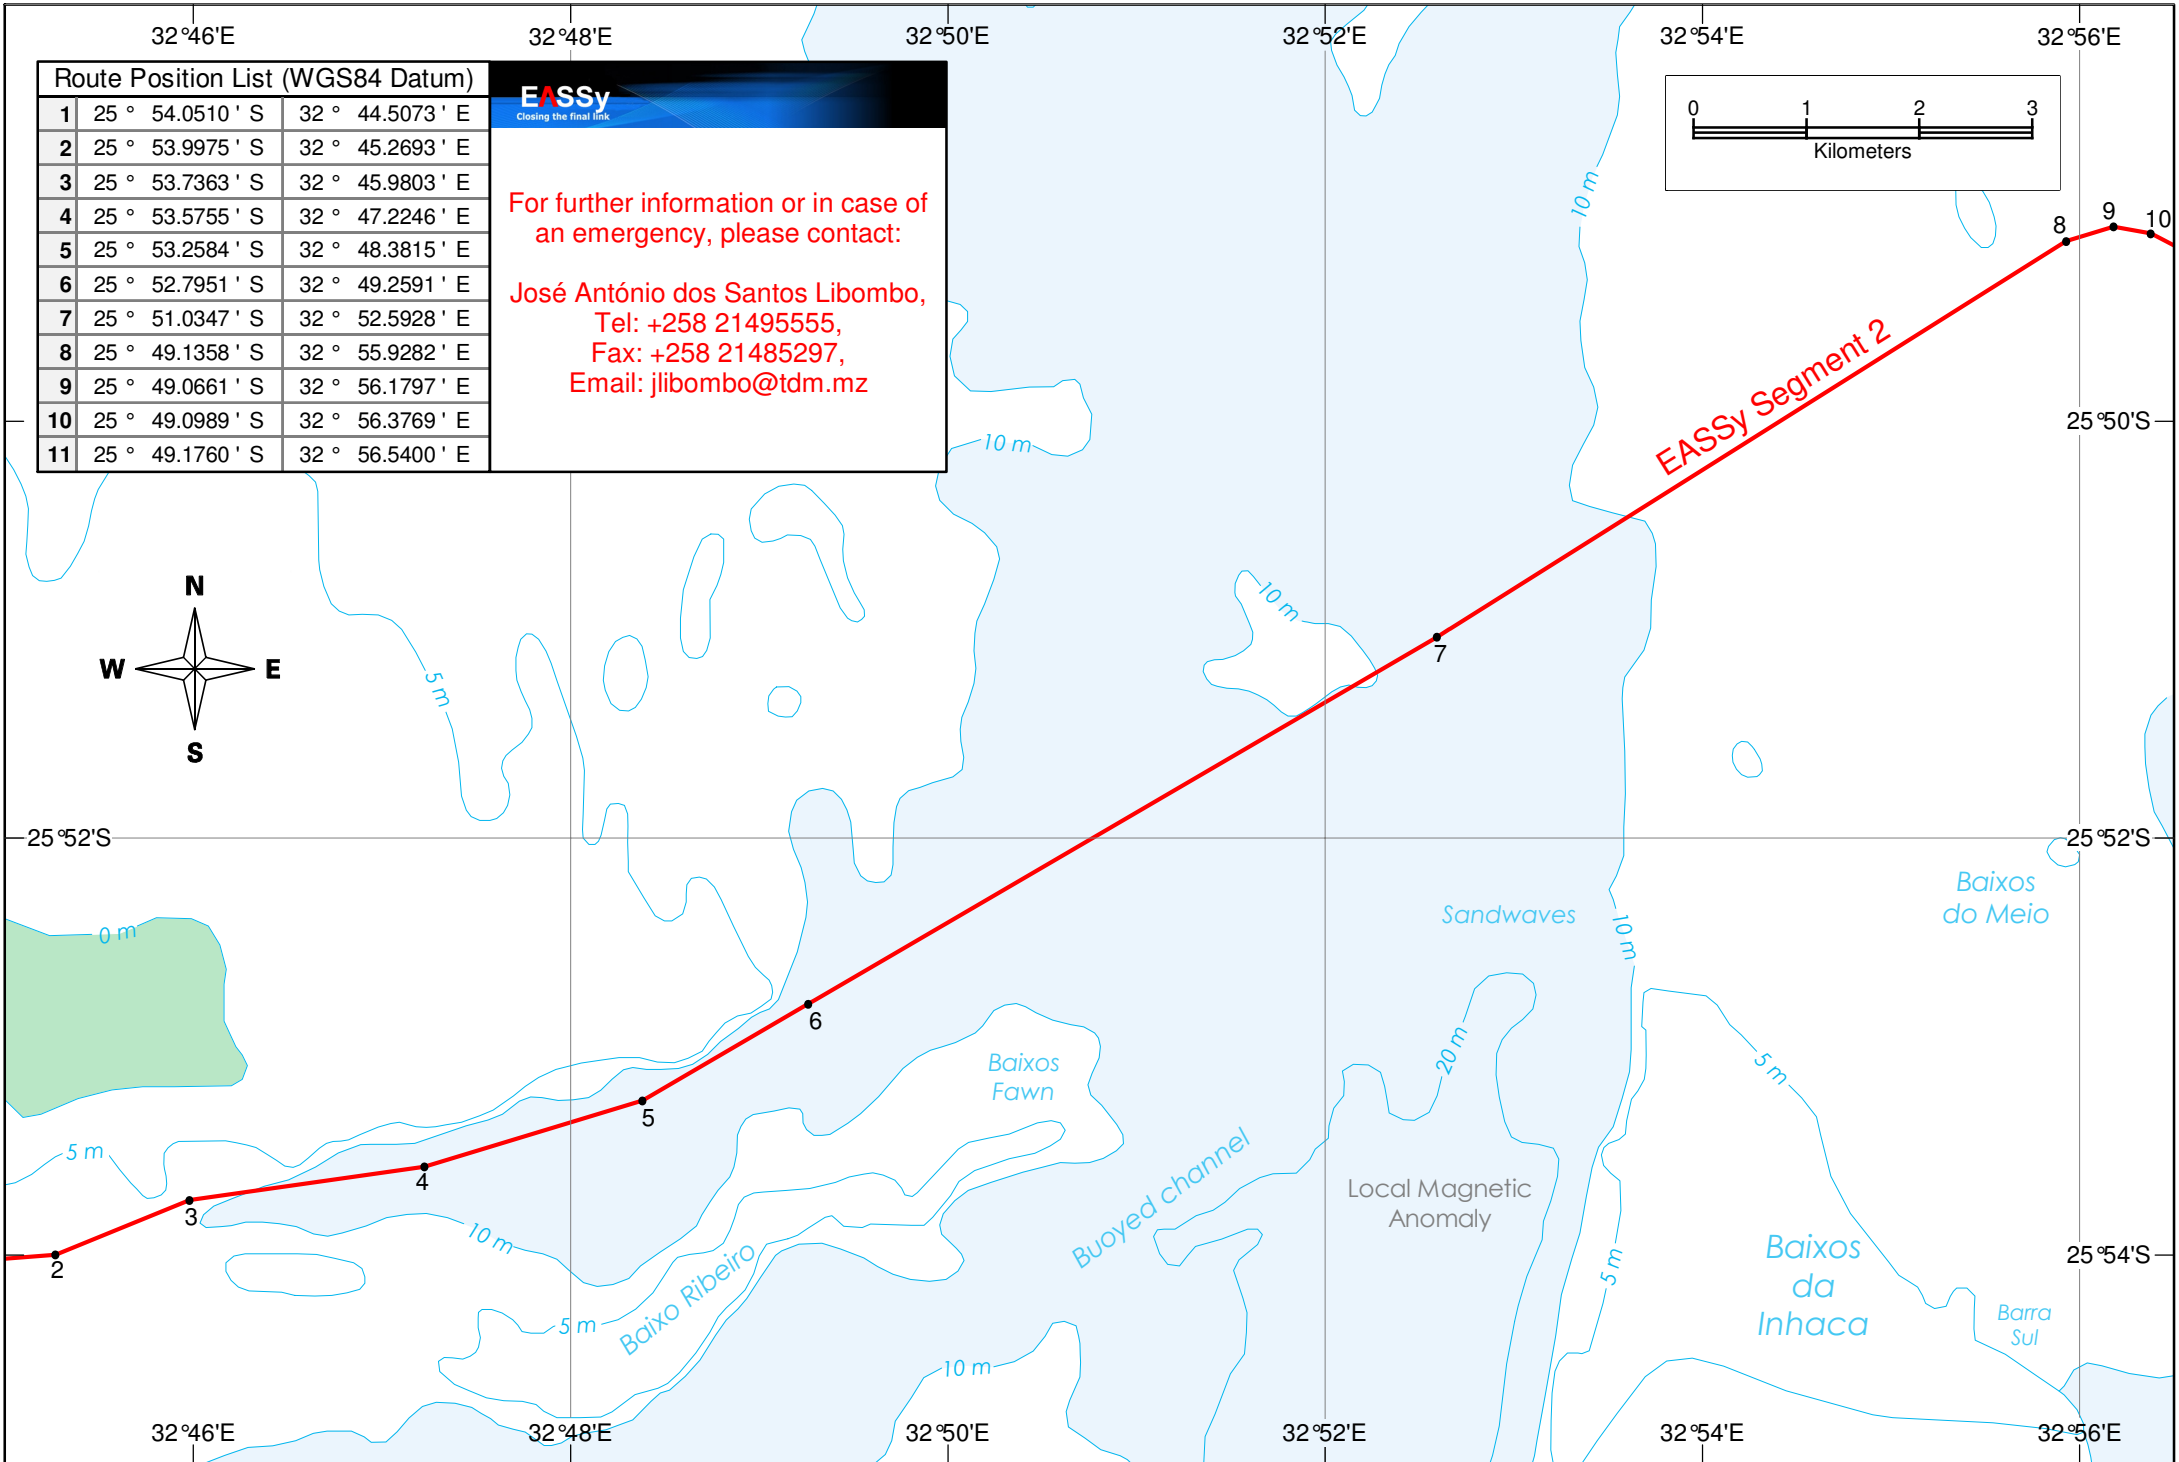 32°46'E
32°48'E
32°50'E
32°52'E
32°54'E
32°56'E
Route Position List (WGS84 Datum)
1 25 ° 54.0510 ' S 32 ° 44.5073 ' E
2 25 ° 53.9975 ' S 32 ° 45.2693 ' E
3 25 ° 53.7363 ' S 32 ° 45.9803 ' E
4 25 ° 53.5755 ' S 32 ° 47.2246 ' E
5 25 ° 53.2584 ' S 32 ° 48.3815 ' E
6 25 ° 52.7951 ' S 32 ° 49.2591 ' E
7 25 ° 51.0347 ' S 32 ° 52.5928 ' E
8 25 ° 49.1358 ' S 32 ° 55.9282 ' E
9 25 ° 49.0661 ' S 32 ° 56.1797 ' E
10 25 ° 49.0989 ' S 32 ° 56.3769 ' E
11 25 ° 49.1760 ' S 32 ° 56.5400 ' E
EASSy
Closing the final link
For further information or in case of
an emergency, please contact:
José António dos Santos Libombo,
Tel: +258 21495555,
Fax: +258 21485297,
Email: jlibombo@tdm.mz
0 1 2 3
Kilometers
10 m
8
9
10
EASSy Segment 2
25°50'S
10 m
N
W
E
S
5 m
10 m
7
25°52'S
25°52'S
Baixos
do Meio
Sandwaves
10 m
0 m
6
Baixos
Fawn
20 m
5 m
5
5 m
4
3
10 m
2
Buoyed channel
Local Magnetic
Anomaly
5 m
Baixos
da
Inhaca
25°54'S
Barra
Sul
Baixo Ribeiro
5 m
10 m
32°46'E
32°48'E
32°50'E
32°52'E
32°54'E
32°56'E